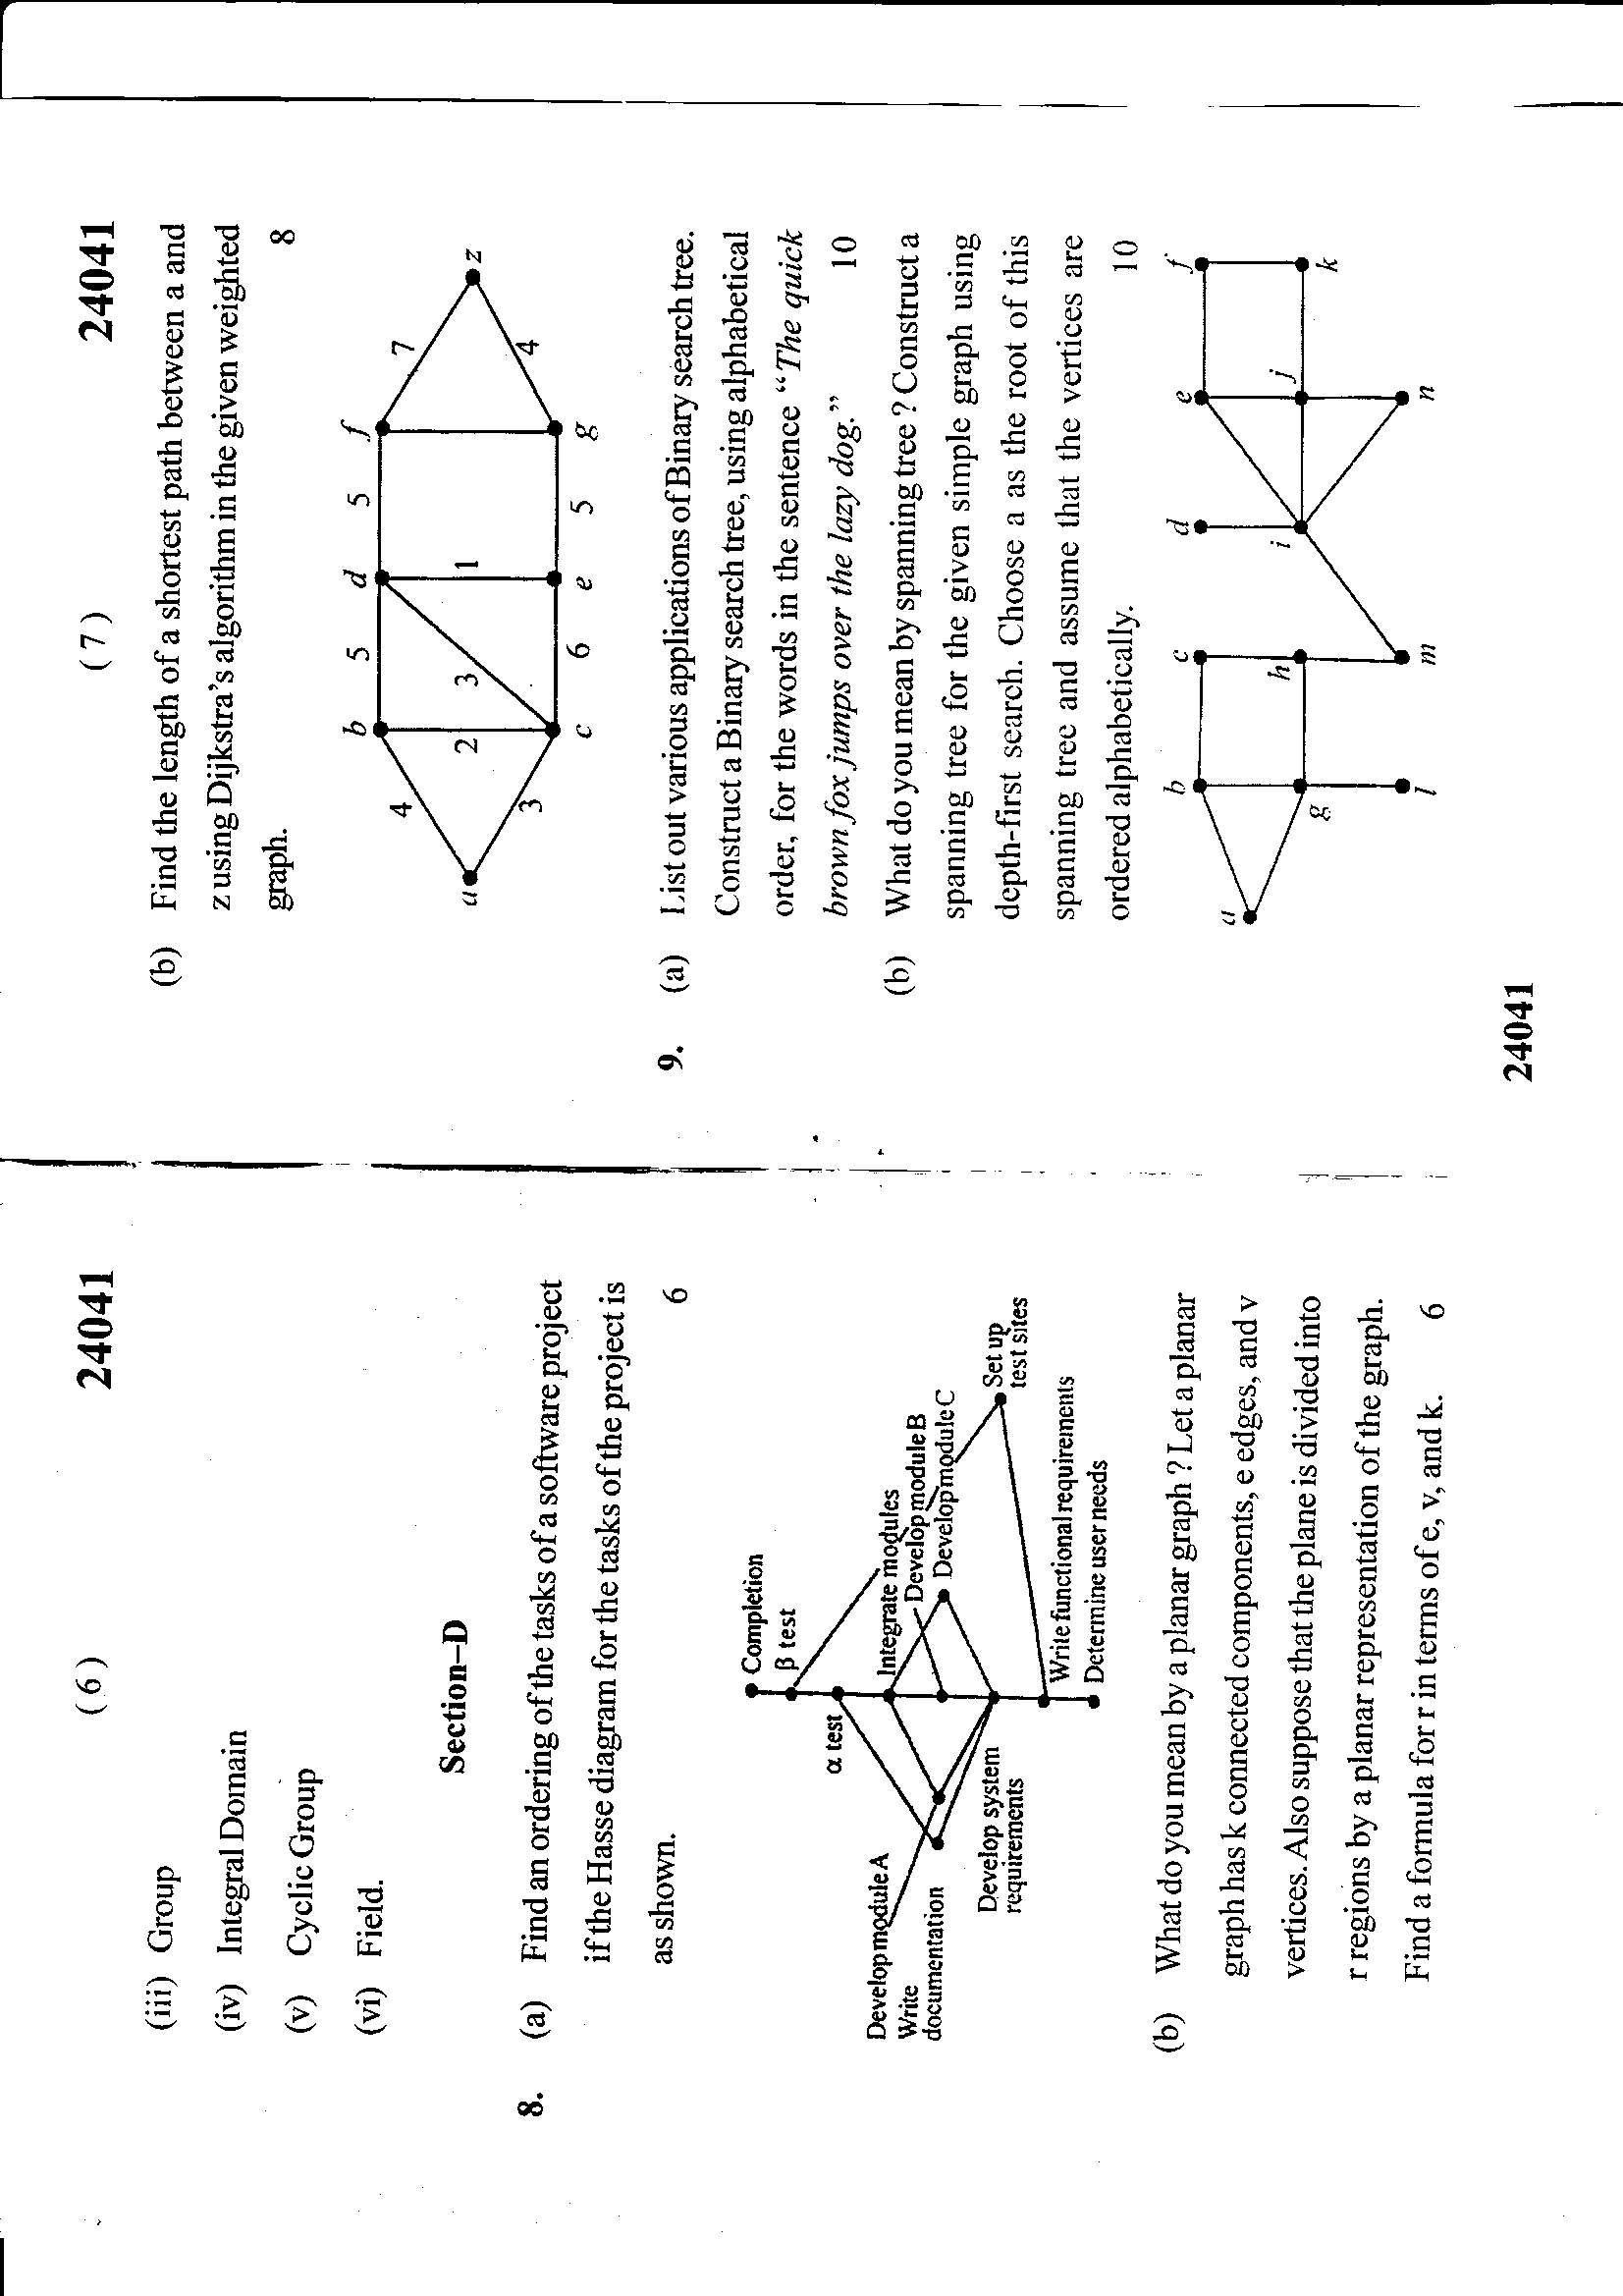 ( 6 ) 24041
(iii) Group
(iv) Integral Domain
(v) Cyclic Group
(vi) Field.
Section–D
8. (a) Find an ordering of the tasks of a software project
if the Hasse diagram for the tasks of the project is
as shown. 6
Completion
β test
α test
Integrate modules
Develop module A
Develop module B
Write
documentation
Develop module C
Develop system
requirements
Set up
test sites
Write functional requirements
Determine user needs
(b) What do you mean by a planar graph ? Let a planar
graph has k connected components, e edges, and v
vertices. Also suppose that the plane is divided into
r regions by a planar representation of the graph.
Find a formula for r in terms of e, v, and k. 6
( 7 ) 24041
(b) Find the length of a shortest path between a and
z using Dijkstra's algorithm in the given weighted
graph. 8
b 5 d 5 f
4 7
a 2 3 1 z
3 4
c 6 e 5 g
9. (a) List out various applications of Binary search tree.
Construct a Binary search tree, using alphabetical
order, for the words in the sentence “The quick
brown fox jumps over the lazy dog.” 10
(b) What do you mean by spanning tree ? Construct a
spanning tree for the given simple graph using
depth-first search. Choose a as the root of this
spanning tree and assume that the vertices are
ordered alphabetically. 10
b c d e f
a
h i j
g k
l m n
24041